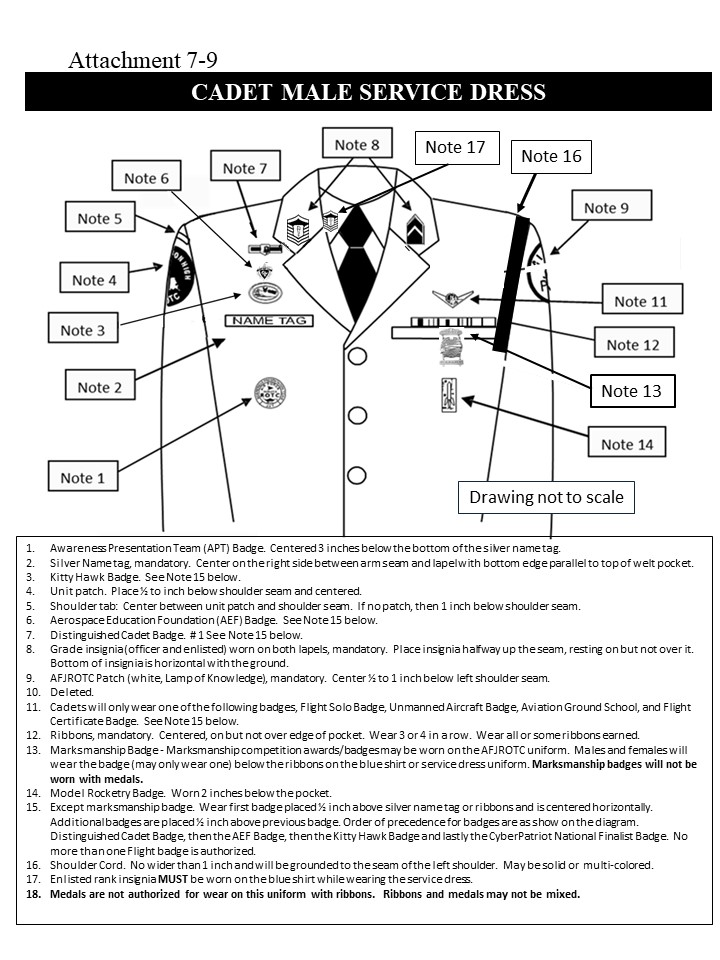 Attachment 7-9
CADET MALE SERVICE DRESS
Note 8
Note 17
Note 16
Note 7
Note 6
Note 9
Note 5
Note 4
Note 3
Note 11
NAME TAG
Note 12
Note 2
Note 13
ROTC
Note 14
Note 1
Drawing not to scale
1. Awareness Presentation Team (APT) Badge. Centered 3 inches below the bottom of the silver name tag.
2. Silver Name tag, mandatory. Center on the right side between arm seam and lapel with bottom edge parallel to top of welt pocket.
3. Kitty Hawk Badge. See Note 15 below.
4. Unit patch. Place ½ to inch below shoulder seam and centered.
5. Shoulder tab: Center between unit patch and shoulder seam. If no patch, then 1 inch below shoulder seam.
6. Aerospace Education Foundation (AEF) Badge. See Note 15 below.
7. Distinguished Cadet Badge. # 1 See Note 15 below.
8. Grade insignia (officer and enlisted) worn on both lapels, mandatory. Place insignia halfway up the seam, resting on but not over it.
Bottom of insignia is horizontal with the ground.
9. AFJROTC Patch (white, Lamp of Knowledge), mandatory. Center ½ to 1 inch below left shoulder seam.
10. Deleted.
11. Cadets will only wear one of the following badges, Flight Solo Badge, Unmanned Aircraft Badge, Aviation Ground School, and Flight
Certificate Badge. See Note 15 below.
12. Ribbons, mandatory. Centered, on but not over edge of pocket. Wear 3 or 4 in a row. Wear all or some ribbons earned.
13. Marksmanship Badge - Marksmanship competition awards/badges may be worn on the AFJROTC uniform. Males and females will
wear the badge (may only wear one) below the ribbons on the blue shirt or service dress uniform. Marksmanship badges will not be
worn with medals.
14. Model Rocketry Badge. Worn 2 inches below the pocket.
15. Except marksmanship badge. Wear first badge placed ½ inch above silver name tag or ribbons and is centered horizontally.
Additional badges are placed ½ inch above previous badge. Order of precedence for badges are as show on the diagram.
Distinguished Cadet Badge, then the AEF Badge, then the Kitty Hawk Badge and lastly the CyberPatriot National Finalist Badge. No
more than one Flight badge is authorized.
16. Shoulder Cord. No wider than 1 inch and will be grounded to the seam of the left shoulder. May be solid or multi-colored.
17. Enlisted rank insignia MUST be worn on the blue shirt while wearing the service dress.
18. Medals are not authorized for wear on this uniform with ribbons. Ribbons and medals may not be mixed.